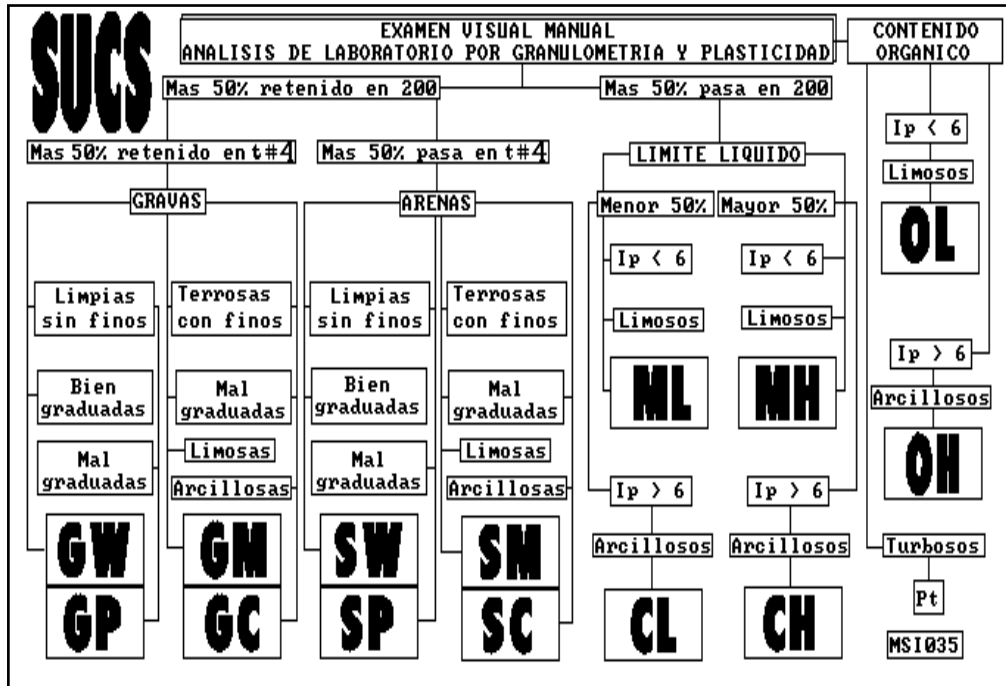 SUCS
EXAMEN VISUAL MANUAL
ANALISIS DE LABORATORIO POR GRANULOMETRIA Y PLASTICIDAD
CONTENIDO
ORGANICO
Mas 50% retenido en 200
Mas 50% pasa en 200
Mas 50% retenido en t#4
Mas 50% pasa en t#4
GRAVAS
ARENAS
Limpias
sin finos
Terrosas
con finos
Limpias
sin finos
Terrosas
con finos
Bien
graduadas
Mal
graduadas
Bien
graduadas
Mal
graduadas
Mal
graduadas
Limosas
Arcillosas
Mal
graduadas
Limosas
Arcillosas
GW
GP
GM
GC
SW
SP
SM
SC
LIMITE LIQUIDO
Menor 50%
Mayor 50%
Ip < 6
Ip < 6
Limosos
Limosos
ML
MH
Ip > 6
Ip > 6
Arcillosos
Arcillosos
CL
CH
Ip < 6
Limosos
OL
Ip > 6
Arcillosos
OH
Turbosos
Pt
MSI035